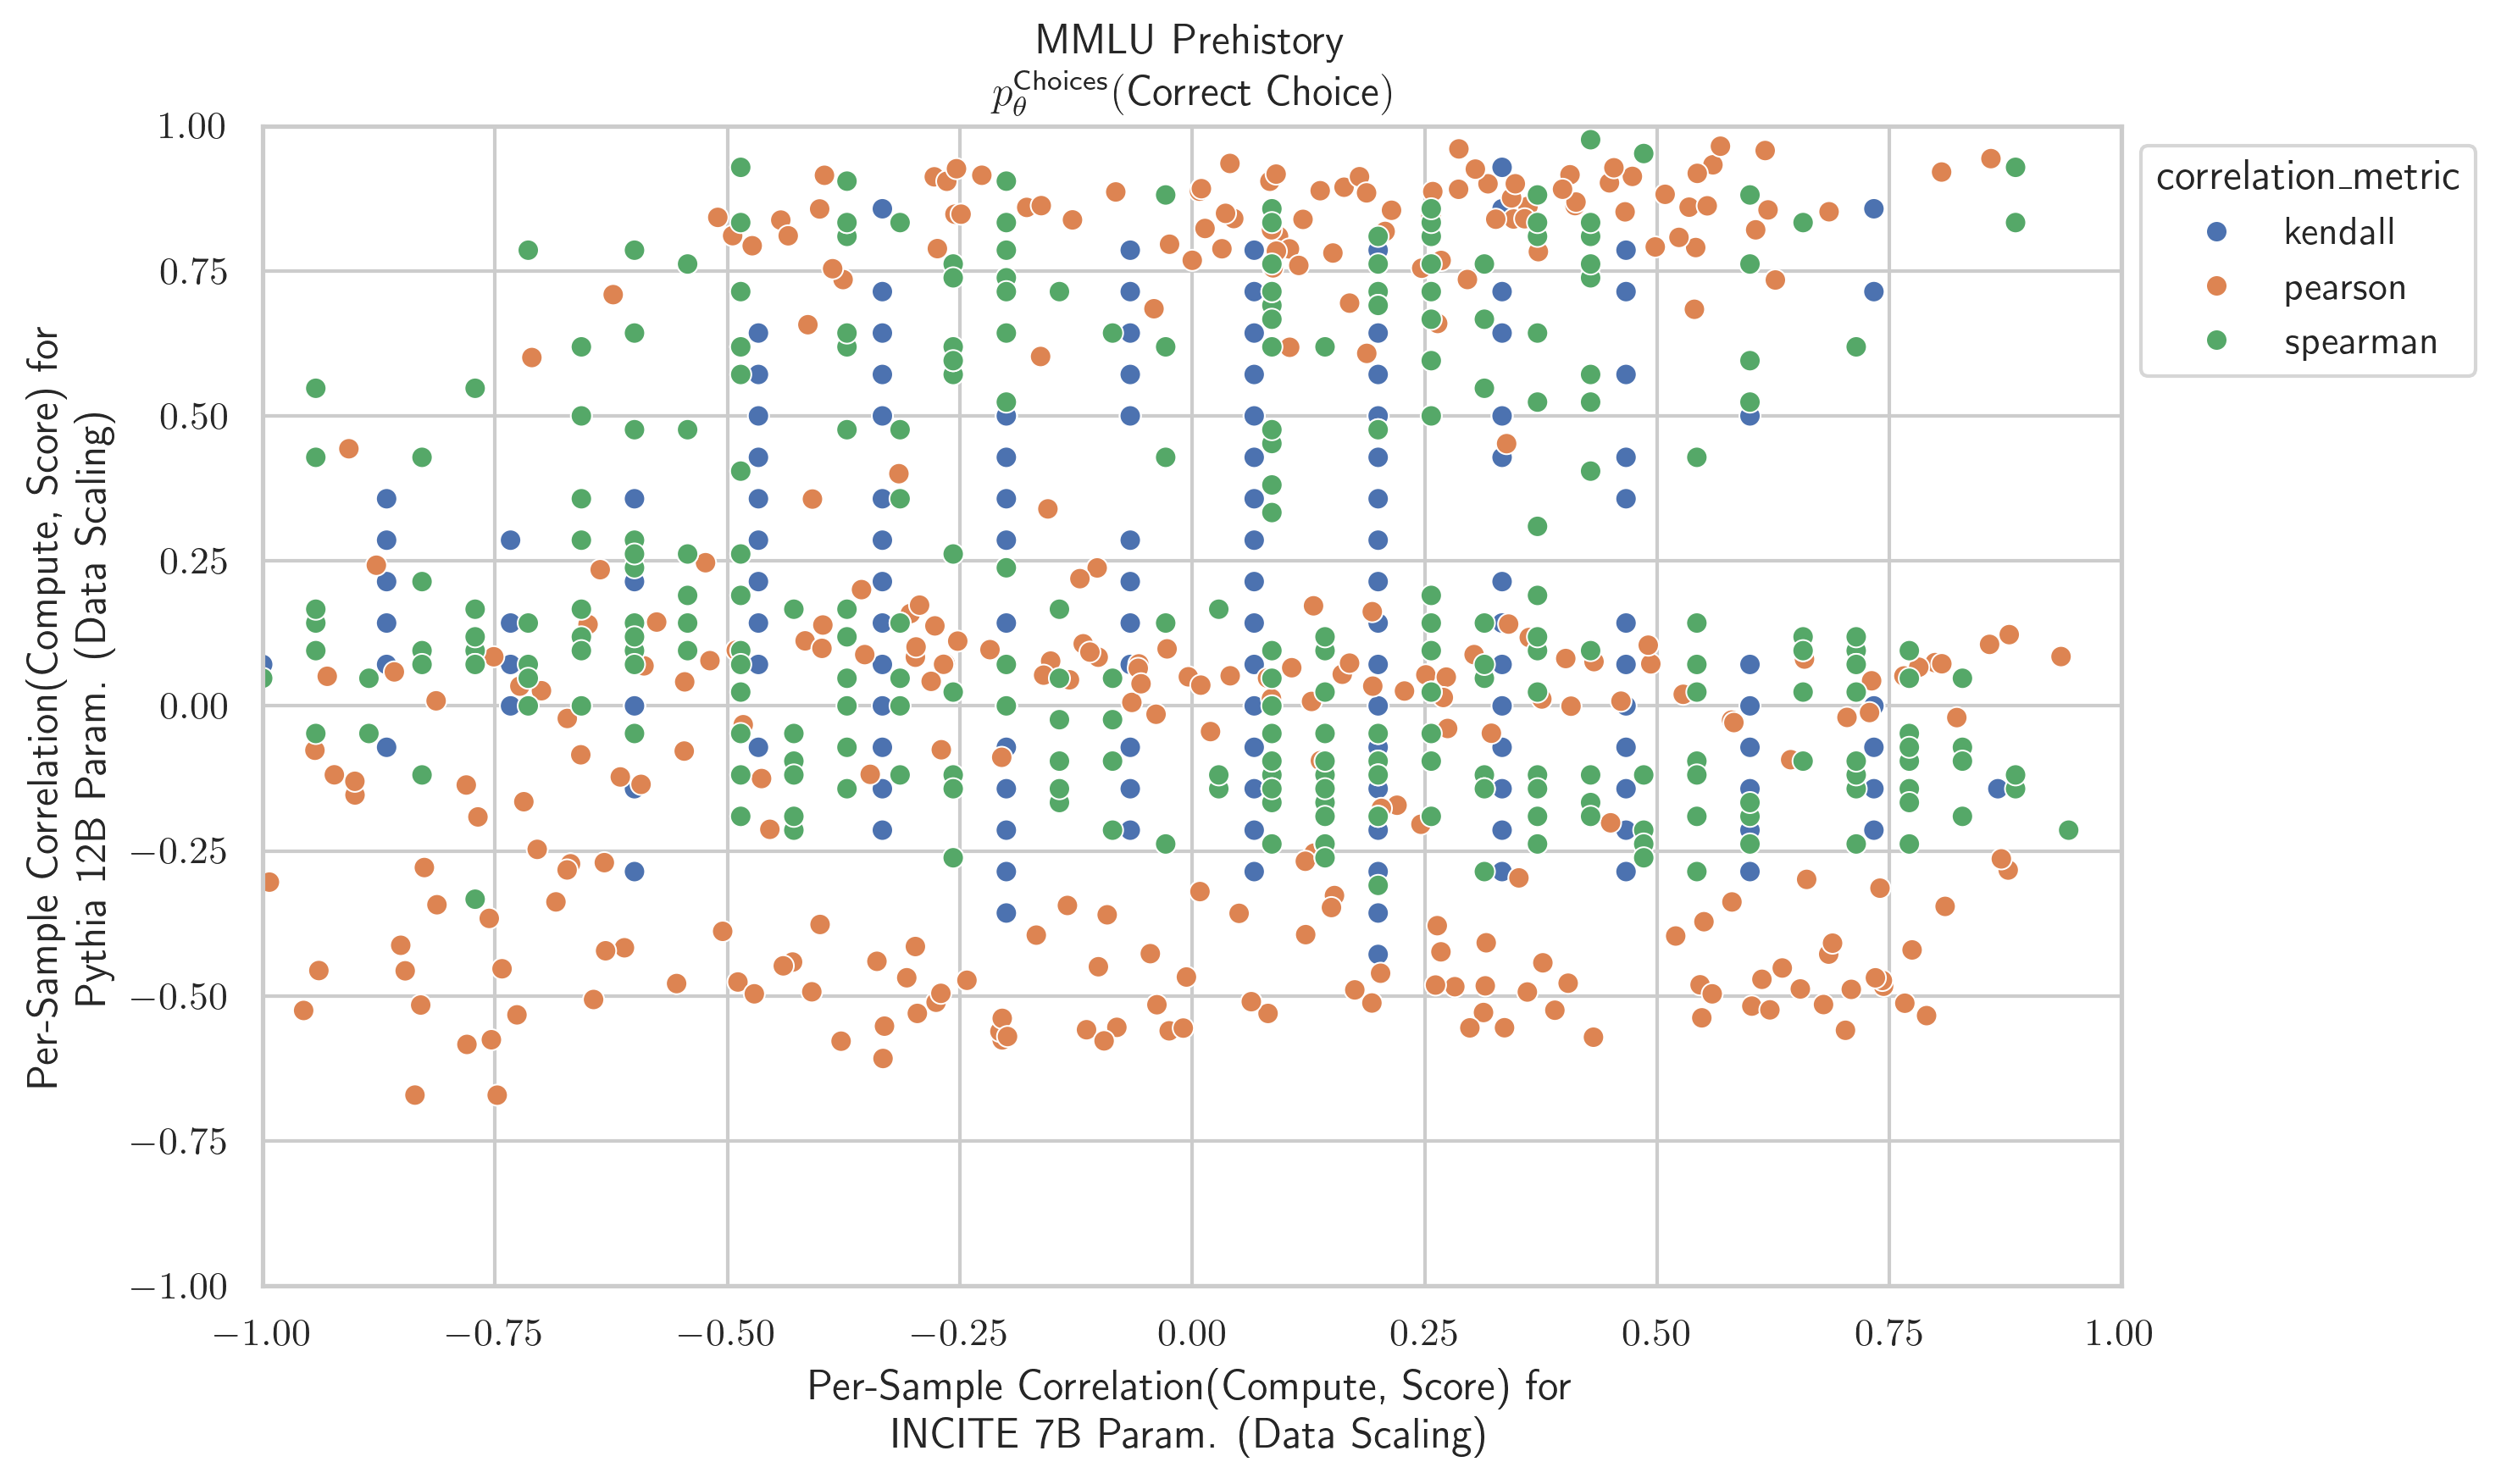 MMLU Prehistory
p_θ^Choices(Correct Choice)
1.00
0.75
0.50
0.25
0.00
−0.25
−0.50
−0.75
−1.00
Per-Sample Correlation(Compute, Score) for
Pythia 12B Param. (Data Scaling)
−1.00 −0.75 −0.50 −0.25 0.00 0.25 0.50 0.75 1.00
Per-Sample Correlation(Compute, Score) for
INCITE 7B Param. (Data Scaling)
correlation_metric
kendall
pearson
spearman